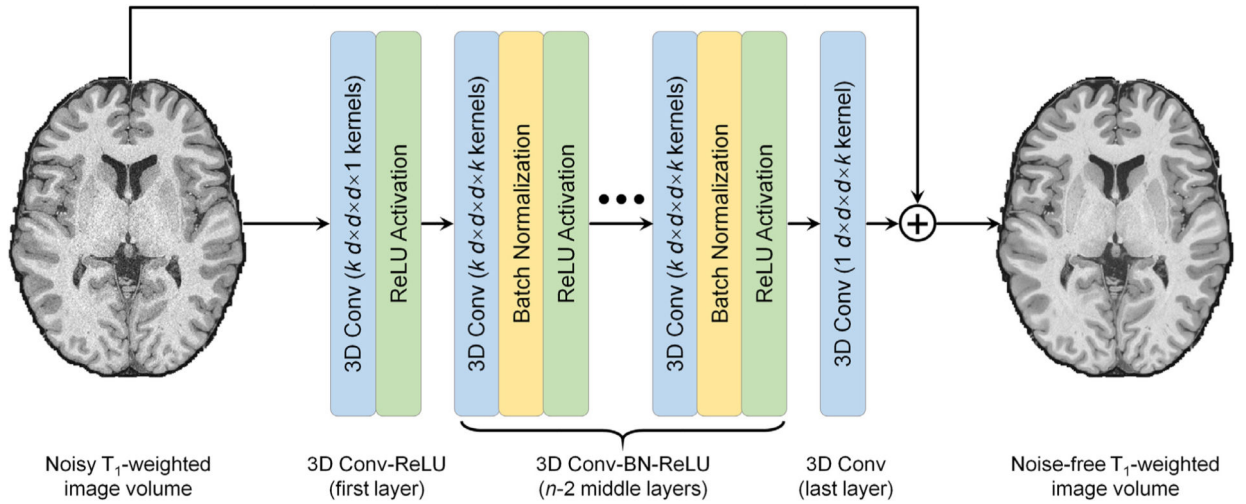 3D Conv (k d×d×d×1 kernels)
ReLU Activation
3D Conv (k d×d×d×k kernels)
Batch Normalization
ReLU Activation
•••
3D Conv (k d×d×d×k kernels)
Batch Normalization
ReLU Activation
3D Conv (1 d×d×d×k kernel)
+
Noisy T₁-weighted
image volume
3D Conv-ReLU
(first layer)
3D Conv-BN-ReLU
(n-2 middle layers)
3D Conv
(last layer)
Noise-free T₁-weighted
image volume